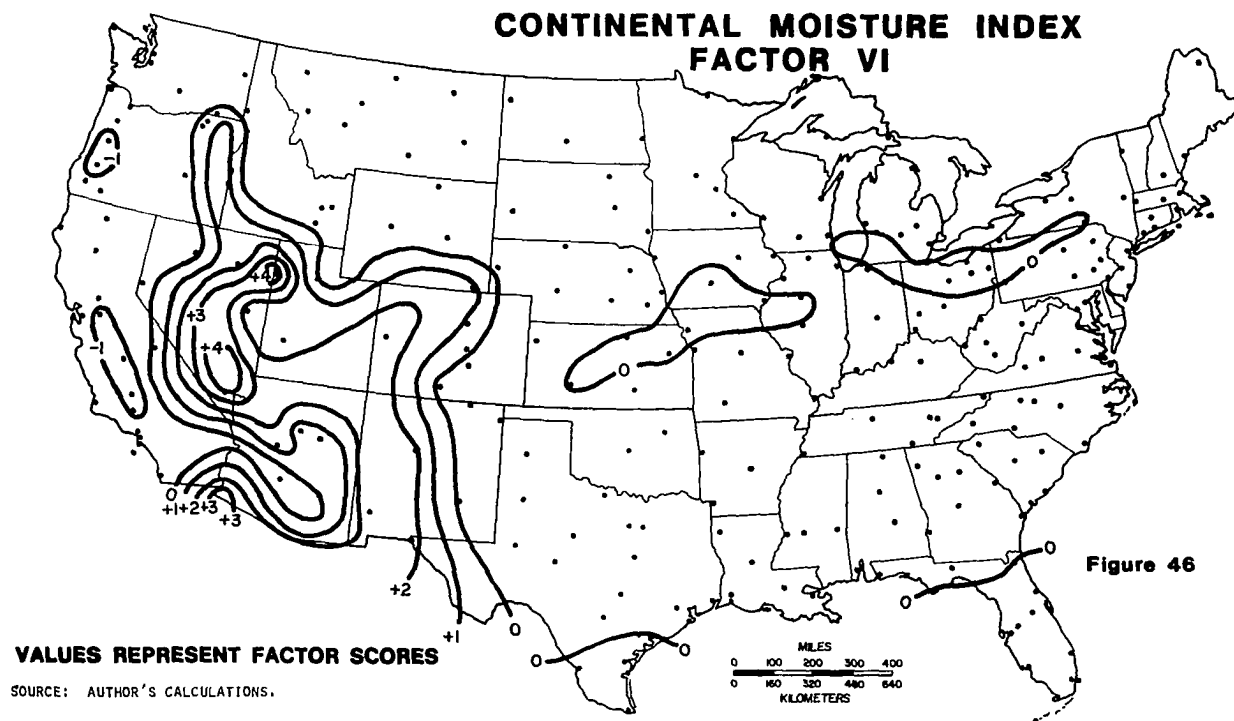 CONTINENTAL MOISTURE INDEX
FACTOR VI
-1
+4
+3
+4
-1
0
0
0
+1
+2
+3
+3
0
0
Figure 46
+2
0
+1
0
0
0
VALUES REPRESENT FACTOR SCORES
SOURCE: AUTHOR'S CALCULATIONS.
MILES
0 100 200 300 400
0 160 320 480 640
KILOMETERS